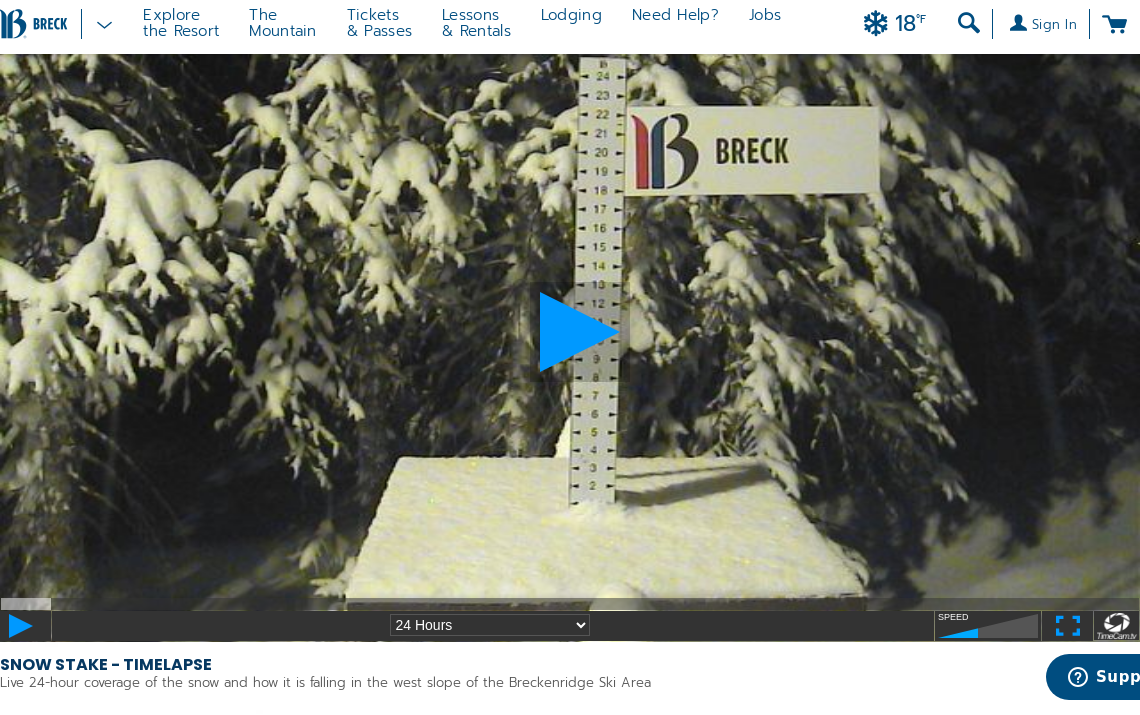 BRECK
Explore
the Resort
The
Mountain
Tickets
& Passes
Lessons
& Rentals
Lodging
Need Help?
Jobs
18°F
Sign In
24
23
22
21
20
19
18
17
16
15
14
13
12
9
8
7
6
5
4
3
2
BRECK
24 Hours
SPEED
TimeCam.tv
SNOW STAKE - TIMELAPSE
Live 24-hour coverage of the snow and how it is falling in the west slope of the Breckenridge Ski Area
Supp